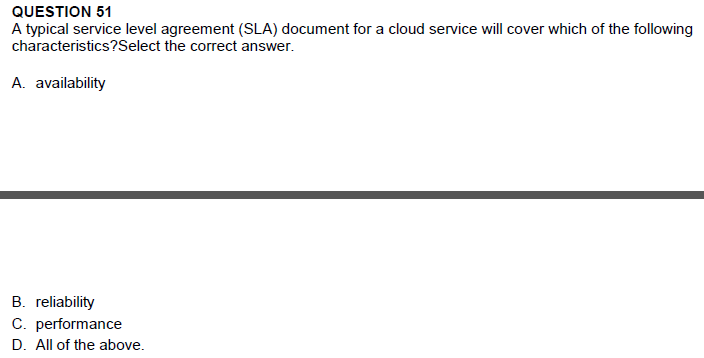 QUESTION 51
A typical service level agreement (SLA) document for a cloud service will cover which of the following
characteristics?Select the correct answer.
A. availability
B. reliability
C. performance
D. All of the above.